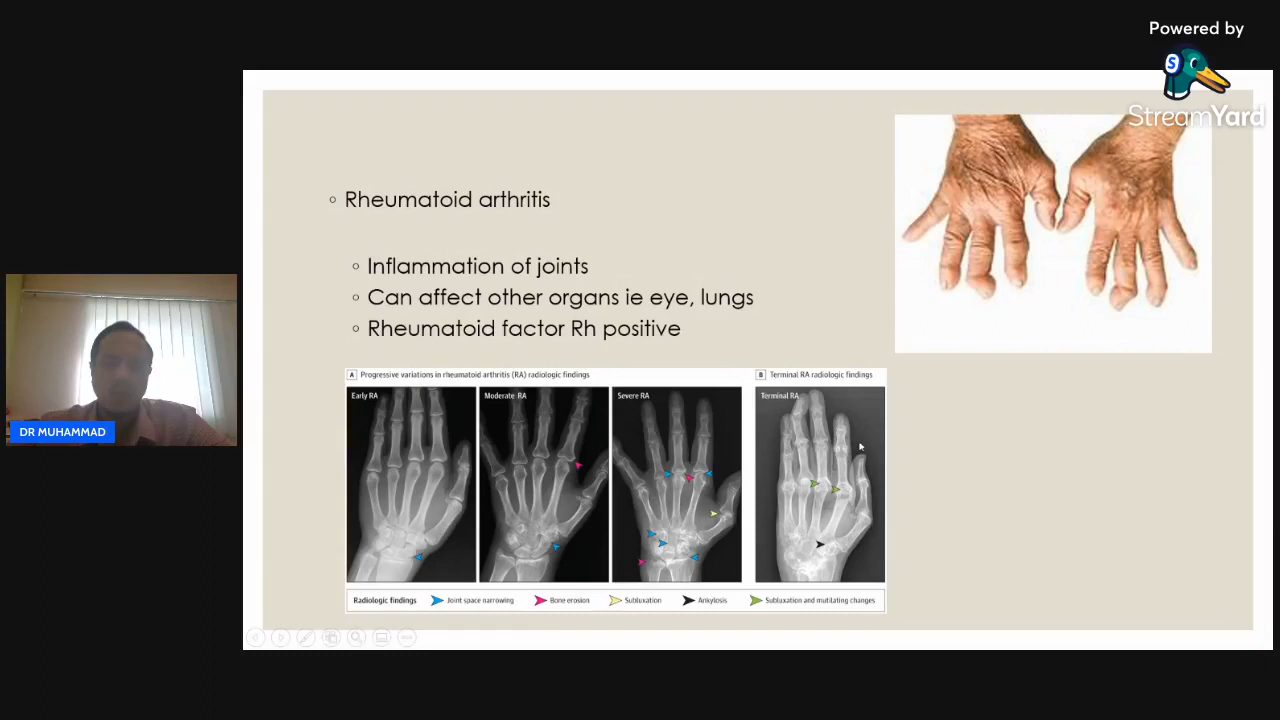 Powered by
StreamYard
Rheumatoid arthritis
Inflammation of joints
Can affect other organs ie eye, lungs
Rheumatoid factor Rh positive
DR MUHAMMAD
A Progressive variations in rheumatoid arthritis (RA) radiologic findings
B Terminal RA radiologic findings
Early RA
Moderate RA
Severe RA
Terminal RA
Radiologic findings
Joint space narrowing
Bone erosion
Subluxation
Ankylosis
Subluxation and mutilating changes